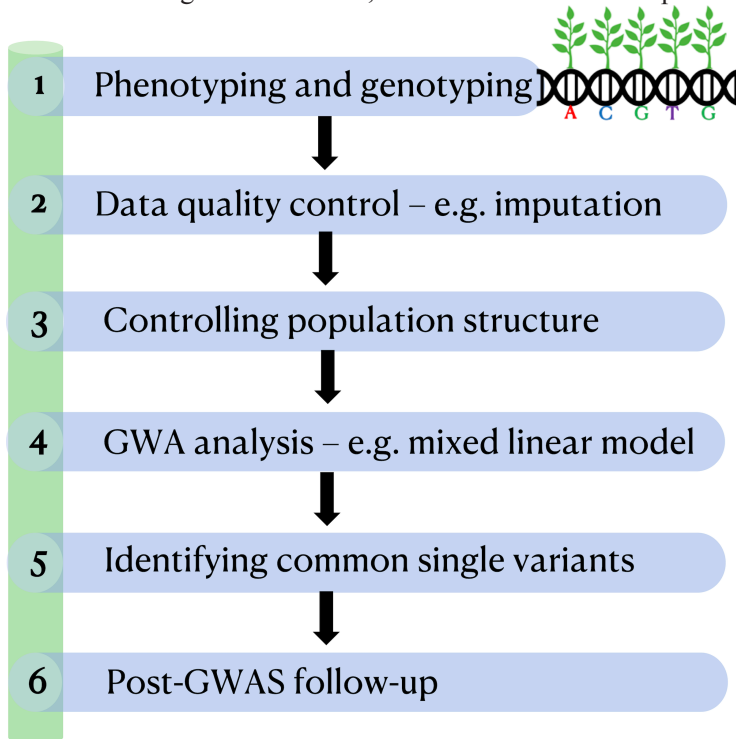 1 Phenotyping and genotyping
A C G T G
2 Data quality control – e.g. imputation
3 Controlling population structure
4 GWA analysis – e.g. mixed linear model
5 Identifying common single variants
6 Post-GWAS follow-up